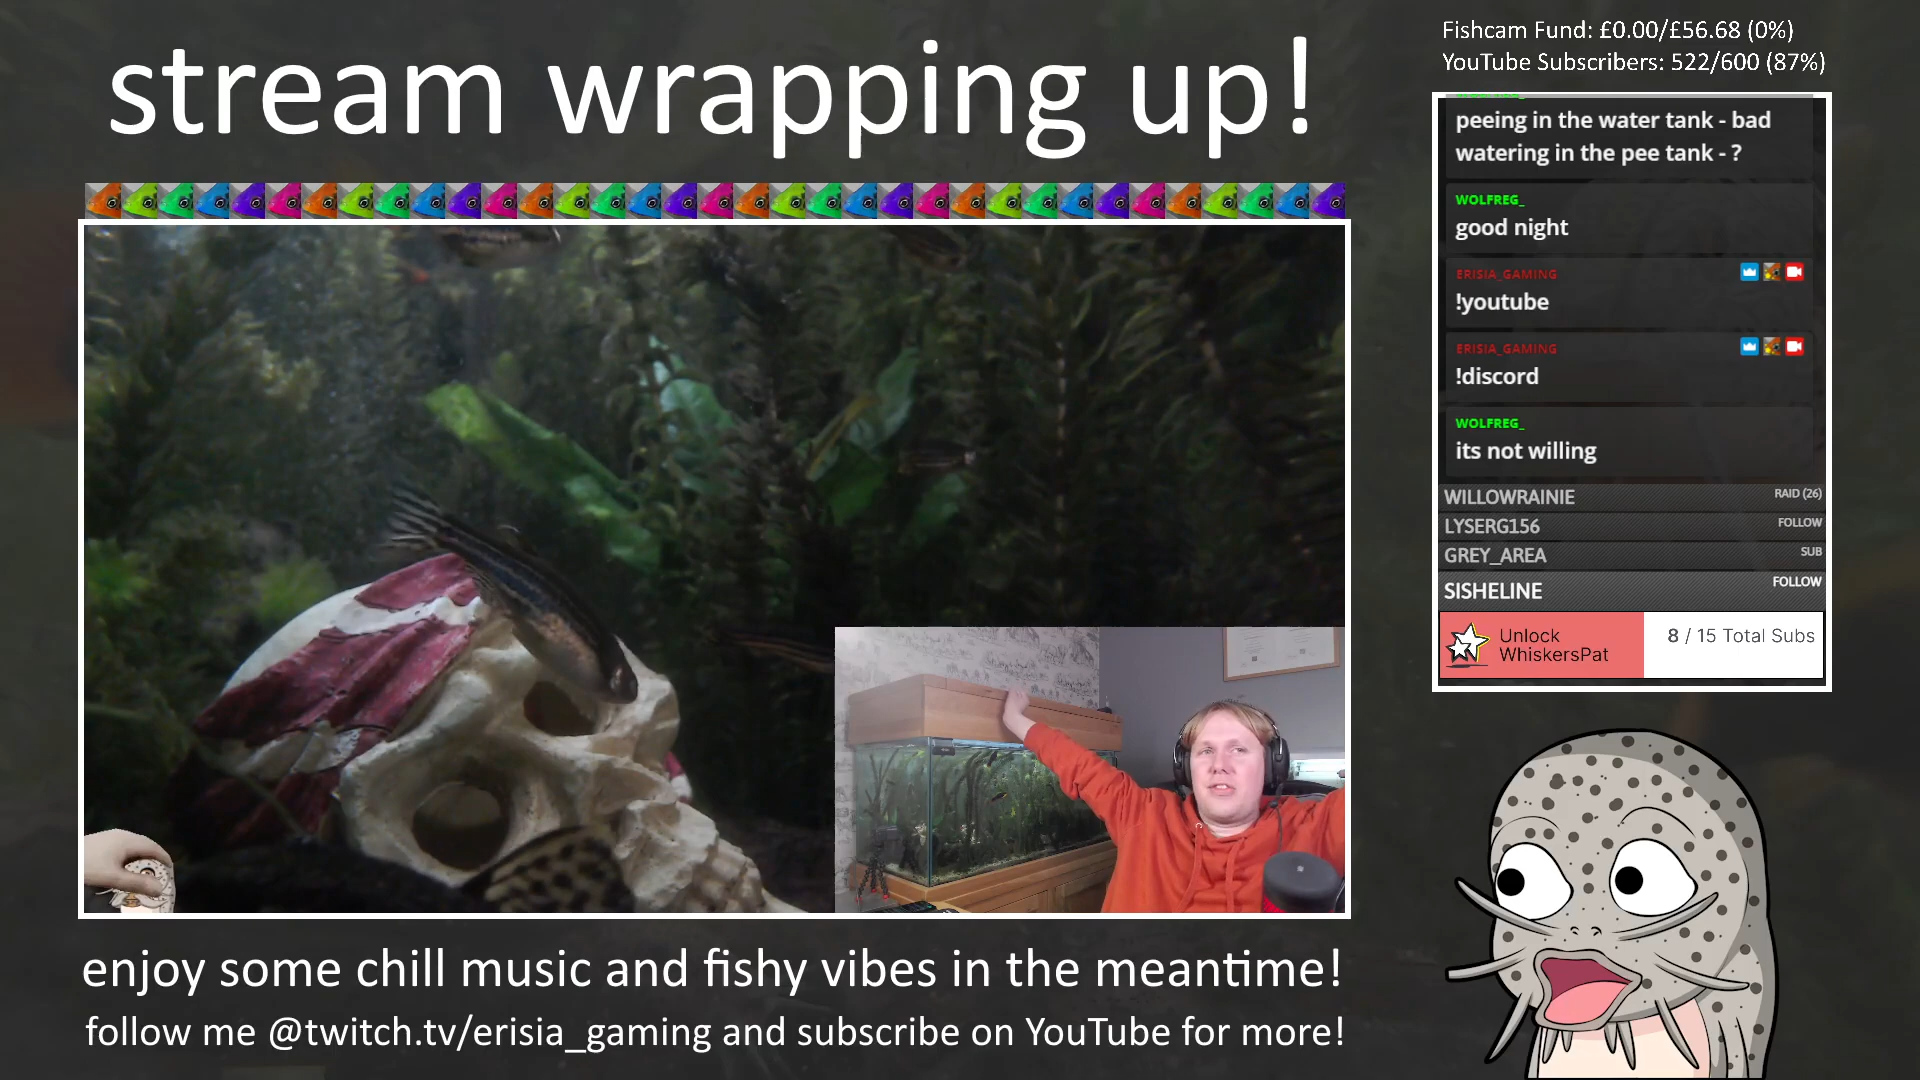 stream wrapping up!
Fishcam Fund: £0.00/£56.68 (0%)
YouTube Subscribers: 522/600 (87%)
peeing in the water tank - bad
watering in the pee tank - ?
WOLFREG_
good night
ERISIA_GAMING
!youtube
ERISIA_GAMING
!discord
WOLFREG_
its not willing
WILLOWRAINIE RAID (26)
LYSERG156 FOLLOW
GREY_AREA SUB
SISHELINE FOLLOW
Unlock
WhiskersPat
8 / 15 Total Subs
enjoy some chill music and fishy vibes in the meantime!
follow me @twitch.tv/erisia_gaming and subscribe on YouTube for more!